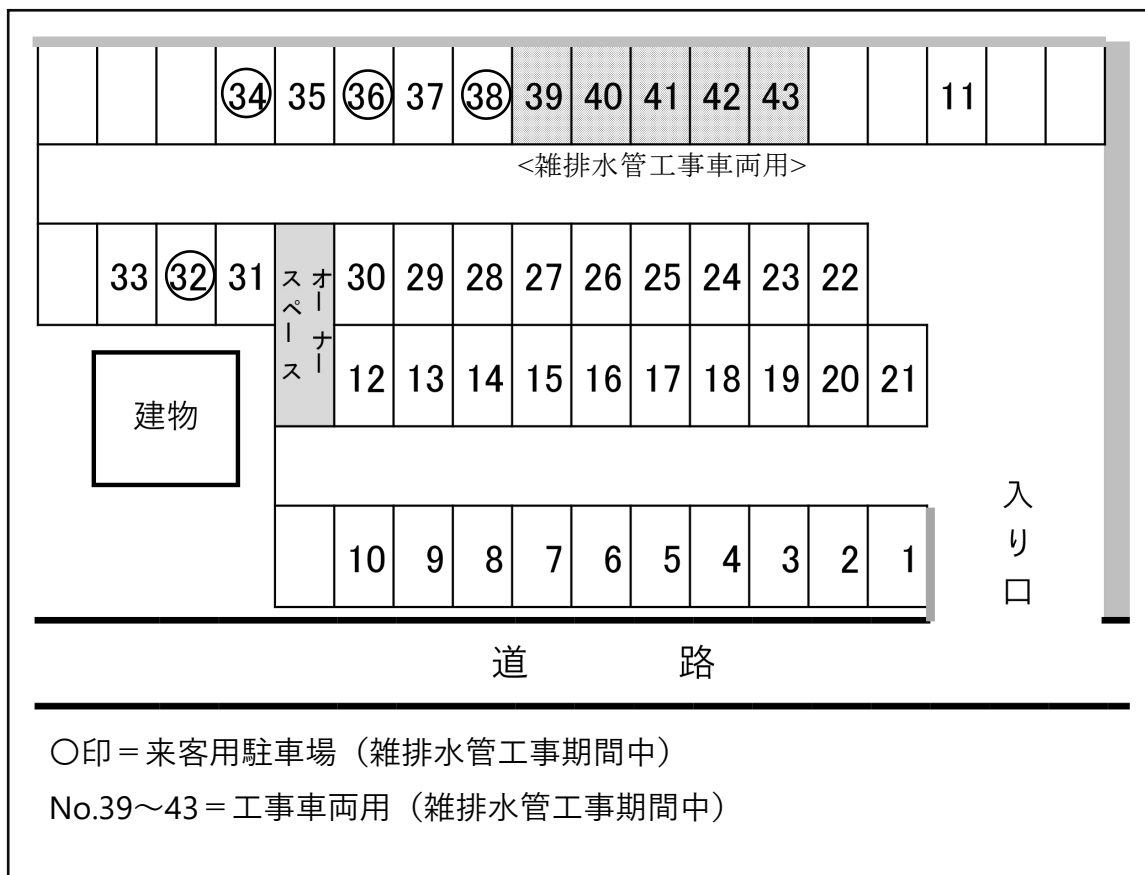 ㉞ 35 ㊱ 37 ㊳ 39 40 41 42 43 11
<雑排水管工事車両用>
33 ㉜ 31 オーナースペース 30 29 28 27 26 25 24 23 22
12 13 14 15 16 17 18 19 20 21
建物
入り口
10 9 8 7 6 5 4 3 2 1
道 路
〇印＝来客用駐車場（雑排水管工事期間中）
No.39～43＝工事車両用（雑排水管工事期間中）